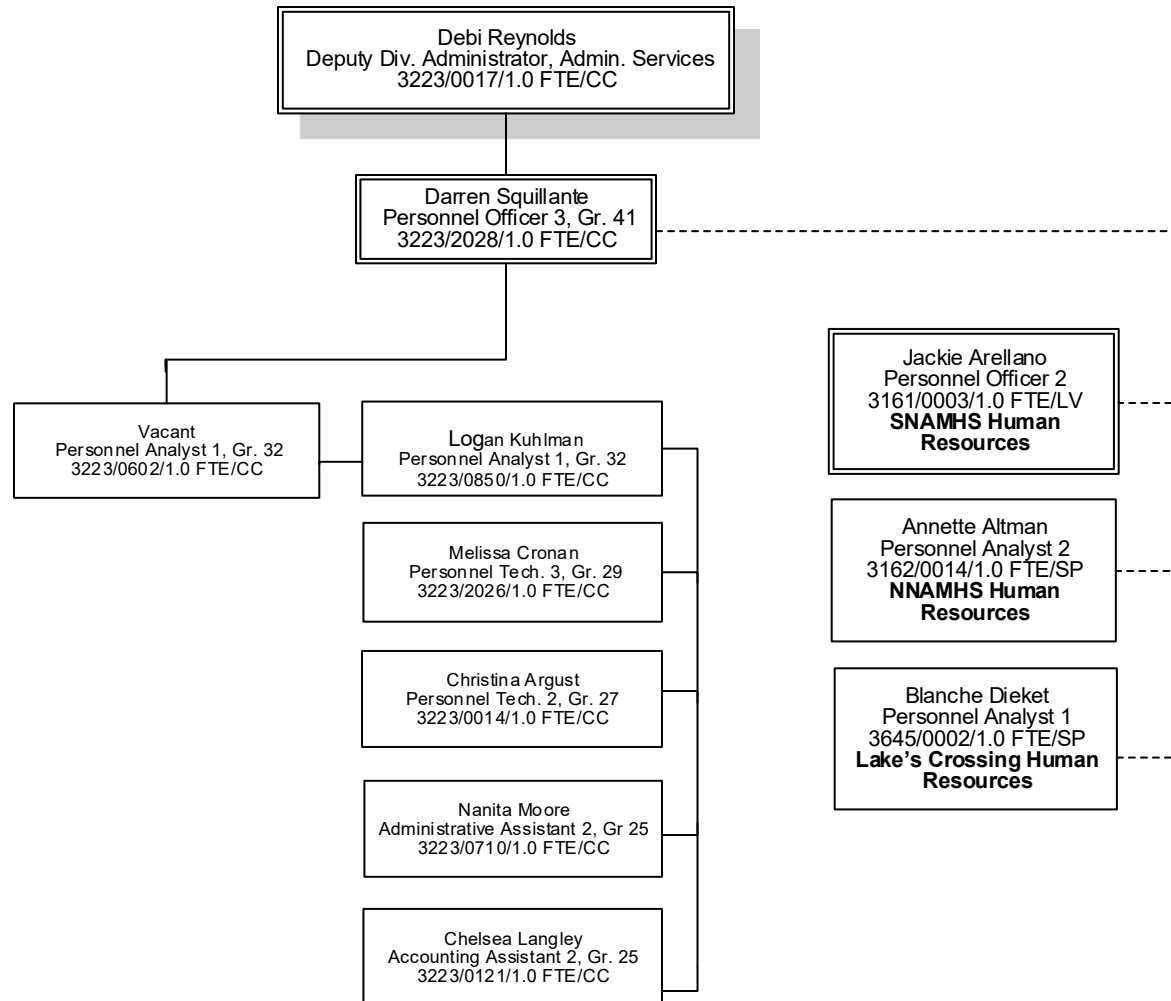 Debi Reynolds
Deputy Div. Administrator, Admin. Services
3223/0017/1.0 FTE/CC
Darren Squillante
Personnel Officer 3, Gr. 41
3223/2028/1.0 FTE/CC
Vacant
Personnel Analyst 1, Gr. 32
3223/0602/1.0 FTE/CC
Logan Kuhlman
Personnel Analyst 1, Gr. 32
3223/0850/1.0 FTE/CC
Melissa Cronan
Personnel Tech. 3, Gr. 29
3223/2026/1.0 FTE/CC
Christina Argust
Personnel Tech. 2, Gr. 27
3223/0014/1.0 FTE/CC
Nanita Moore
Administrative Assistant 2, Gr 25
3223/0710/1.0 FTE/CC
Chelsea Langley
Accounting Assistant 2, Gr. 25
3223/0121/1.0 FTE/CC
Jackie Arellano
Personnel Officer 2
3161/0003/1.0 FTE/LV
SNAMHS Human
Resources
Annette Altman
Personnel Analyst 2
3162/0014/1.0 FTE/SP
NNAMHS Human
Resources
Blanche Dieket
Personnel Analyst 1
3645/0002/1.0 FTE/SP
Lake’s Crossing Human
Resources